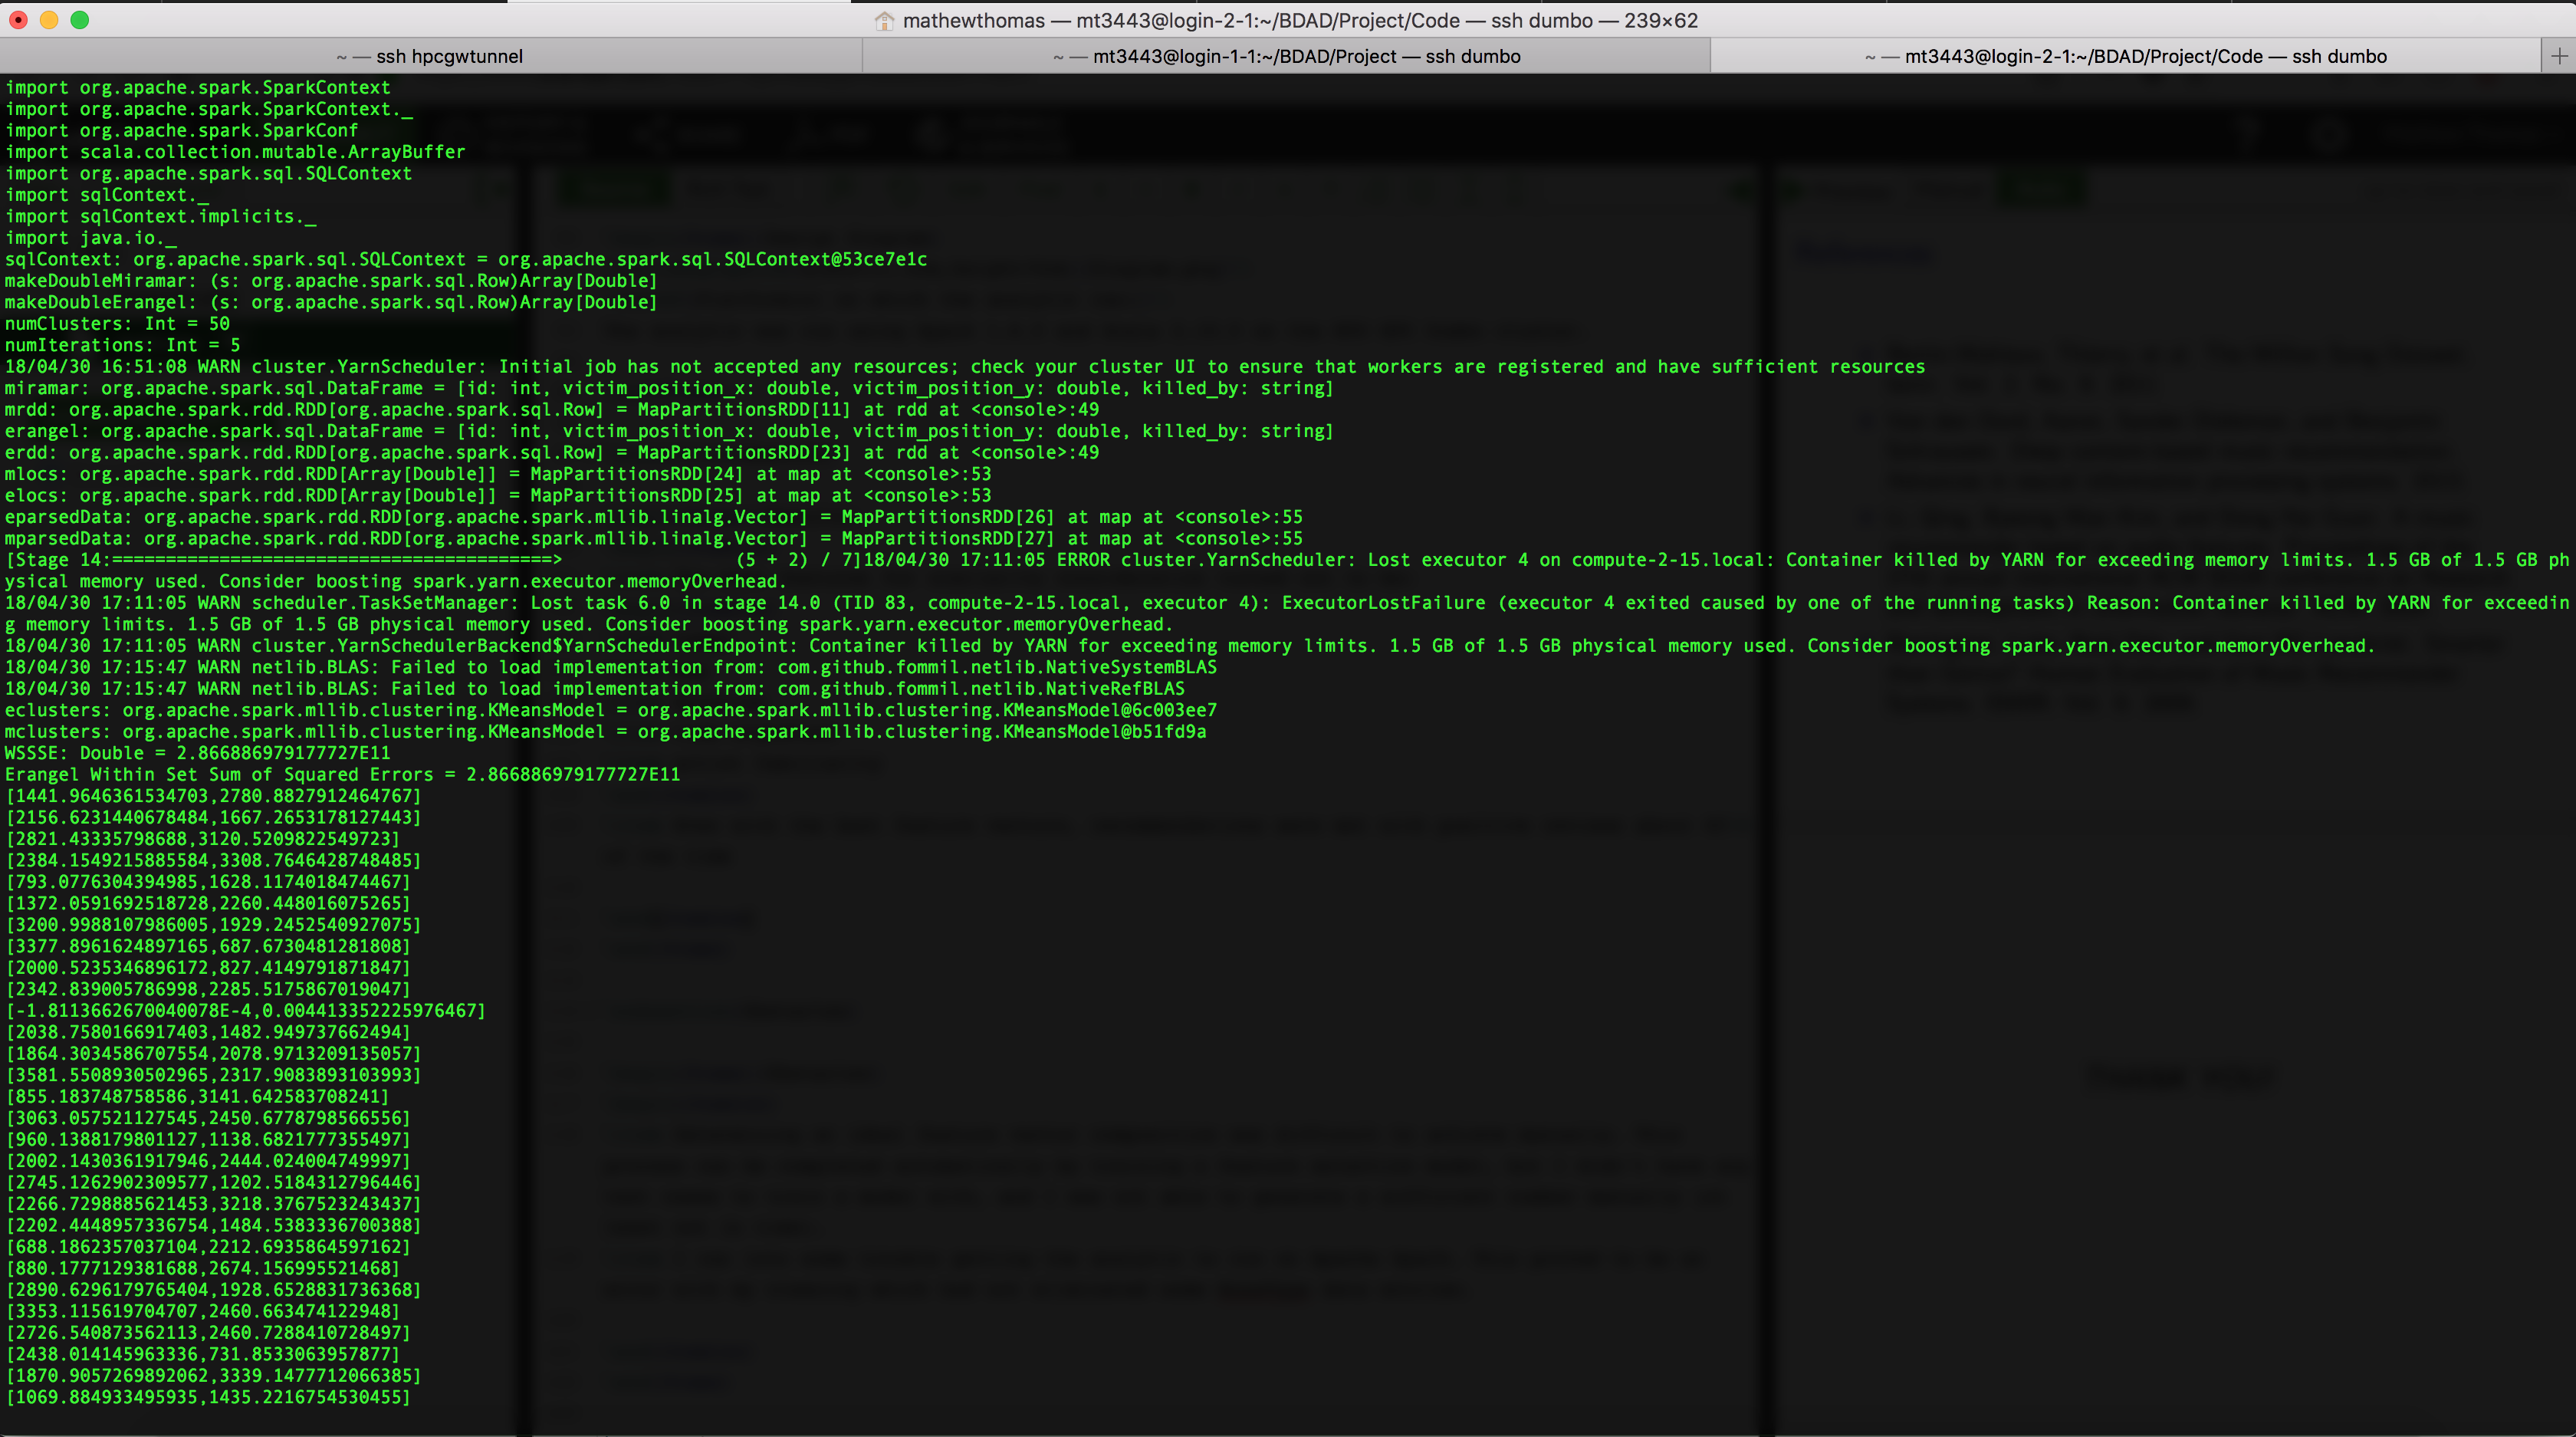 mathewthomas — mt3443@login-2-1:~/BDAD/Project/Code — ssh dumbo — 239×62
~ — ssh hpcgwtunnel
~ — mt3443@login-1-1:~/BDAD/Project — ssh dumbo
~ — mt3443@login-2-1:~/BDAD/Project/Code — ssh dumbo
import org.apache.spark.SparkContext
import org.apache.spark.SparkContext._
import org.apache.spark.SparkConf
import scala.collection.mutable.ArrayBuffer
import org.apache.spark.sql.SQLContext
import sqlContext._
import sqlContext.implicits._
import java.io._
sqlContext: org.apache.spark.sql.SQLContext = org.apache.spark.sql.SQLContext@53ce7e1c
makeDoubleMiramar: (s: org.apache.spark.sql.Row)Array[Double]
makeDoubleErangel: (s: org.apache.spark.sql.Row)Array[Double]
numClusters: Int = 50
numIterations: Int = 5
18/04/30 16:51:08 WARN cluster.YarnScheduler: Initial job has not accepted any resources; check your cluster UI to ensure that workers are registered and have sufficient resources
miramar: org.apache.spark.sql.DataFrame = [id: int, victim_position_x: double, victim_position_y: double, killed_by: string]
mrdd: org.apache.spark.rdd.RDD[org.apache.spark.sql.Row] = MapPartitionsRDD[11] at rdd at <console>:49
erangel: org.apache.spark.sql.DataFrame = [id: int, victim_position_x: double, victim_position_y: double, killed_by: string]
erdd: org.apache.spark.rdd.RDD[org.apache.spark.sql.Row] = MapPartitionsRDD[23] at rdd at <console>:49
mlocs: org.apache.spark.rdd.RDD[Array[Double]] = MapPartitionsRDD[24] at map at <console>:53
elocs: org.apache.spark.rdd.RDD[Array[Double]] = MapPartitionsRDD[25] at map at <console>:53
eparsedData: org.apache.spark.rdd.RDD[org.apache.spark.mllib.linalg.Vector] = MapPartitionsRDD[26] at map at <console>:55
mparsedData: org.apache.spark.rdd.RDD[org.apache.spark.mllib.linalg.Vector] = MapPartitionsRDD[27] at map at <console>:55
[Stage 14:=========================================>                (5 + 2) / 7]18/04/30 17:11:05 ERROR cluster.YarnScheduler: Lost executor 4 on compute-2-15.local: Container killed by YARN for exceeding memory limits. 1.5 GB of 1.5 GB ph
ysical memory used. Consider boosting spark.yarn.executor.memoryOverhead.
18/04/30 17:11:05 WARN scheduler.TaskSetManager: Lost task 6.0 in stage 14.0 (TID 83, compute-2-15.local, executor 4): ExecutorLostFailure (executor 4 exited caused by one of the running tasks) Reason: Container killed by YARN for exceedin
g memory limits. 1.5 GB of 1.5 GB physical memory used. Consider boosting spark.yarn.executor.memoryOverhead.
18/04/30 17:11:05 WARN cluster.YarnSchedulerBackend$YarnSchedulerEndpoint: Container killed by YARN for exceeding memory limits. 1.5 GB of 1.5 GB physical memory used. Consider boosting spark.yarn.executor.memoryOverhead.
18/04/30 17:15:47 WARN netlib.BLAS: Failed to load implementation from: com.github.fommil.netlib.NativeSystemBLAS
18/04/30 17:15:47 WARN netlib.BLAS: Failed to load implementation from: com.github.fommil.netlib.NativeRefBLAS
eclusters: org.apache.spark.mllib.clustering.KMeansModel = org.apache.spark.mllib.clustering.KMeansModel@6c003ee7
mclusters: org.apache.spark.mllib.clustering.KMeansModel = org.apache.spark.mllib.clustering.KMeansModel@b51fd9a
WSSSE: Double = 2.866886979177727E11
Erangel Within Set Sum of Squared Errors = 2.866886979177727E11
[1441.9646361534703,2780.8827912464767]
[2156.6231440678484,1667.2653178127443]
[2821.43335798688,3120.5209822549723]
[2384.1549215885584,3308.7646428748485]
[793.0776304394985,1628.1174018474467]
[1372.0591692518728,2260.448016075265]
[3200.9988107986005,1929.2452540927075]
[3377.8961624897165,687.6730481281808]
[2000.5235346896172,827.4149791871847]
[2342.839005786998,2285.5175867019047]
[-1.8113662670040078E-4,0.004413352225976467]
[2038.7580166917403,1482.949737662494]
[1864.3034586707554,2078.9713209135057]
[3581.5508930502965,2317.9083893103993]
[855.183748758586,3141.642583708241]
[3063.057521127545,2450.6778798566556]
[960.1388179801127,1138.6821777355497]
[2002.1430361917946,2444.024004749997]
[2745.1262902309577,1202.5184312796446]
[2266.7298885621453,3218.3767523243437]
[2202.4448957336754,1484.5383336700388]
[688.1862357037104,2212.6935864597162]
[880.1777129381688,2674.156995521468]
[2890.6296179765404,1928.6528831736368]
[3353.115619704707,2460.663474122948]
[2726.540873562113,2460.7288410728497]
[2438.014145963336,731.8533063957877]
[1870.9057269892062,3339.1477712066385]
[1069.884933495935,1435.2216754530455]